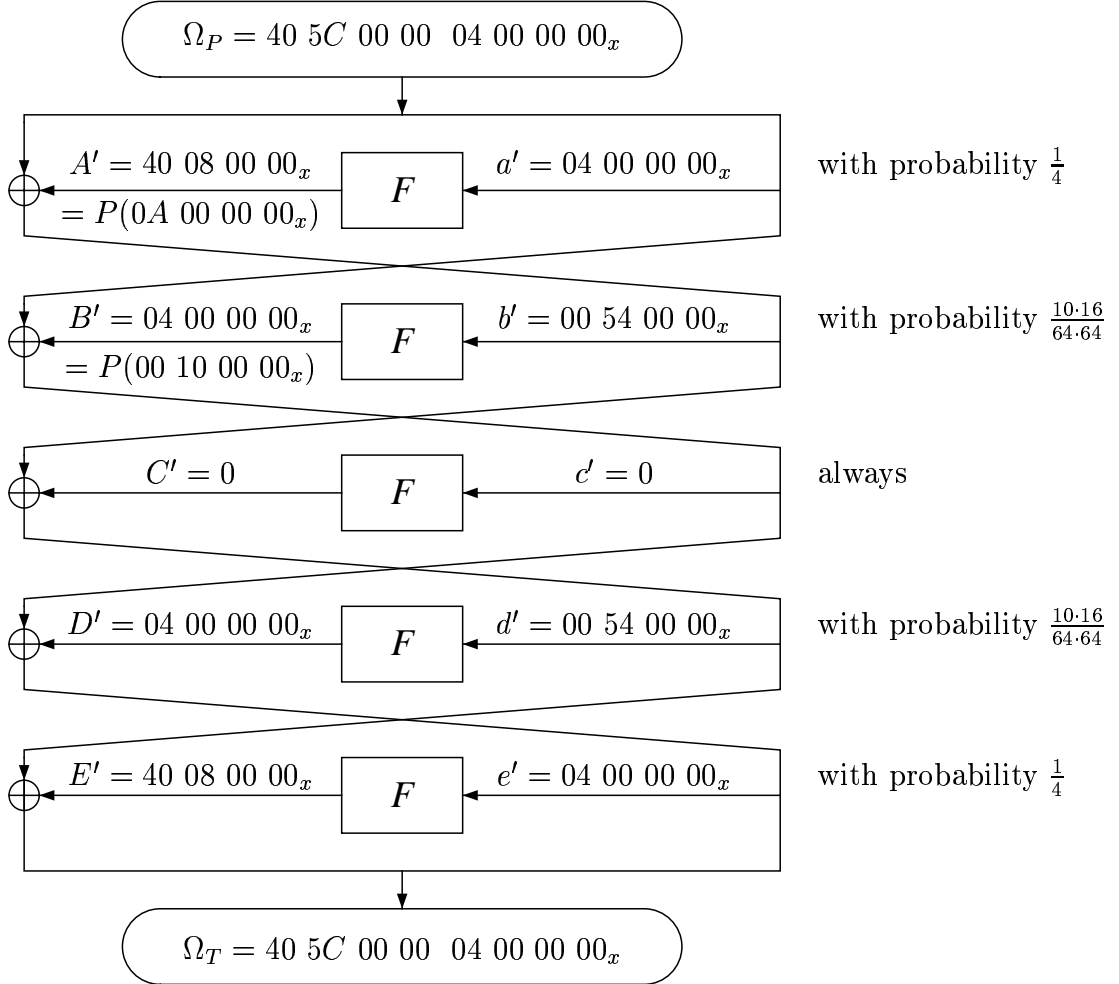 Ω_P = 40 5C 00 00 04 00 00 00_x
A′ = 40 08 00 00_x F a′ = 04 00 00 00_x with probability 1/4
= P(0A 00 00 00_x)
B′ = 04 00 00 00_x F b′ = 00 54 00 00_x with probability 10·16/64·64
= P(00 10 00 00_x)
C′ = 0 F c′ = 0 always
D′ = 04 00 00 00_x F d′ = 00 54 00 00_x with probability 10·16/64·64
E′ = 40 08 00 00_x F e′ = 04 00 00 00_x with probability 1/4
Ω_T = 40 5C 00 00 04 00 00 00_x